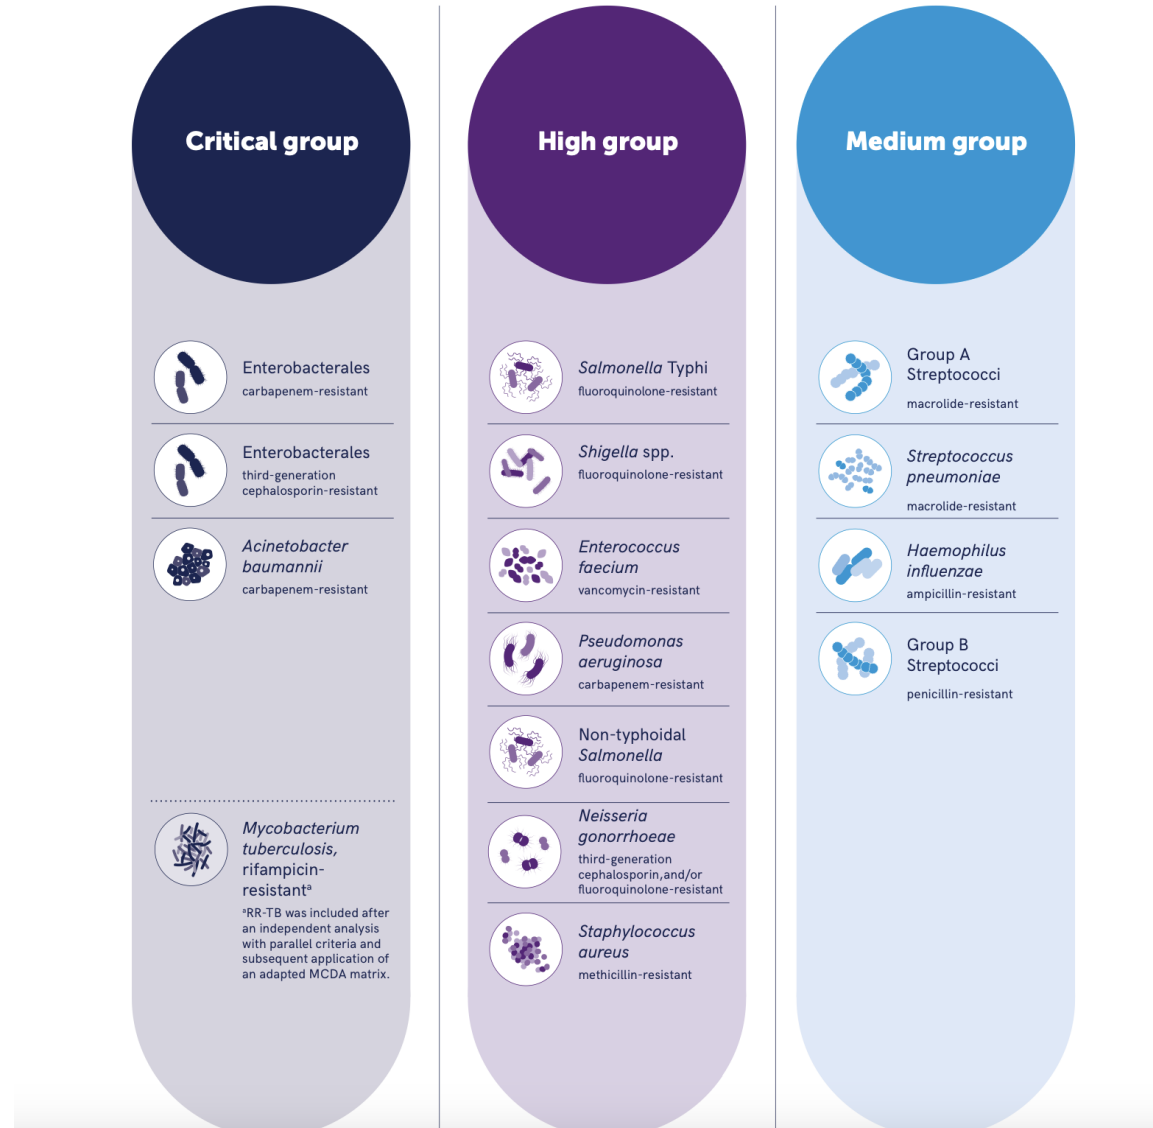 Critical group
Enterobacterales
carbapenem-resistant
Enterobacterales
third-generation
cephalosporin-resistant
Acinetobacter
baumannii
carbapenem-resistant
Mycobacterium
tuberculosis,
rifampicin-
resistantᵃ
ᵃRR-TB was included after
an independent analysis
with parallel criteria and
subsequent application of
an adapted MCDA matrix.
High group
Salmonella Typhi
fluoroquinolone-resistant
Shigella spp.
fluoroquinolone-resistant
Enterococcus
faecium
vancomycin-resistant
Pseudomonas
aeruginosa
carbapenem-resistant
Non-typhoidal
Salmonella
fluoroquinolone-resistant
Neisseria
gonorrhoeae
third-generation
cephalosporin,and/or
fluoroquinolone-resistant
Staphylococcus
aureus
methicillin-resistant
Medium group
Group A
Streptococci
macrolide-resistant
Streptococcus
pneumoniae
macrolide-resistant
Haemophilus
influenzae
ampicillin-resistant
Group B
Streptococci
penicillin-resistant